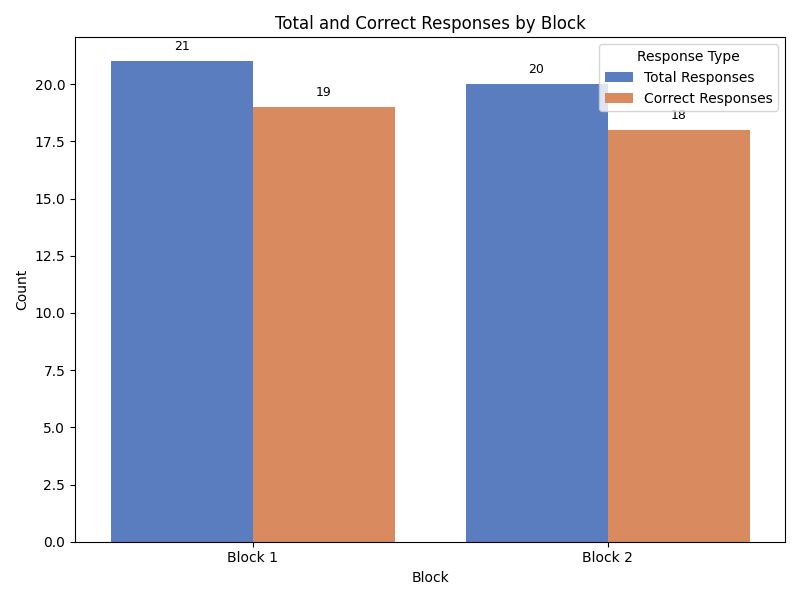 Total and Correct Responses by Block
Response Type
Total Responses
Correct Responses
21
19
20
18
Count
20.0
17.5
15.0
12.5
10.0
7.5
5.0
2.5
0.0
Block 1
Block 2
Block